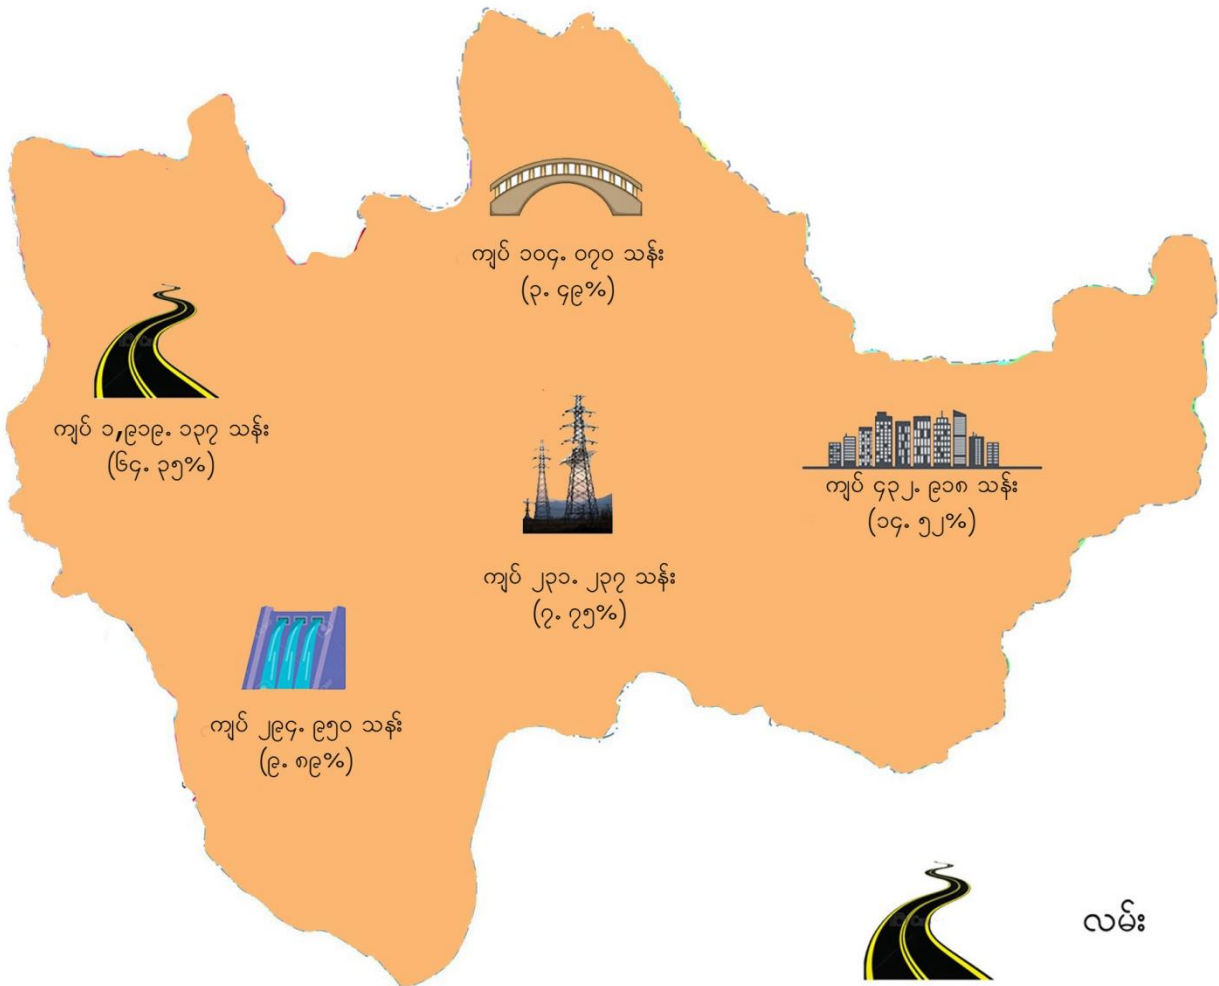 ကျပ် ၁၀၄. ၀၇၀ သန်း
(၃. ၄၉%)
ကျပ် ၁,၉၁၉. ၁၃၇ သန်း
(၆၄. ၃၅%)
ကျပ် ၄၃၂. ၉၁၈ သန်း
(၁၄. ၅၂%)
ကျပ် ၂၃၁. ၂၃၇ သန်း
(၇. ၇၅%)
ကျပ် ၂၉၄. ၉၅၀ သန်း
(၉. ၈၉%)
လမ်း